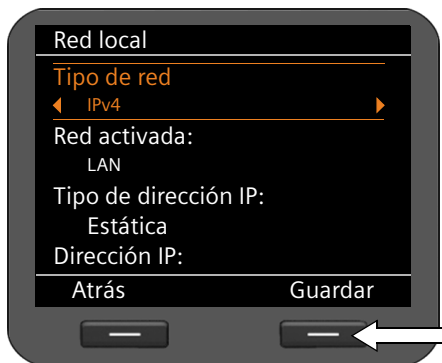 Red local
Tipo de red
IPv4
Red activada:
LAN
Tipo de dirección IP:
Estática
Dirección IP:
Atrás Guardar